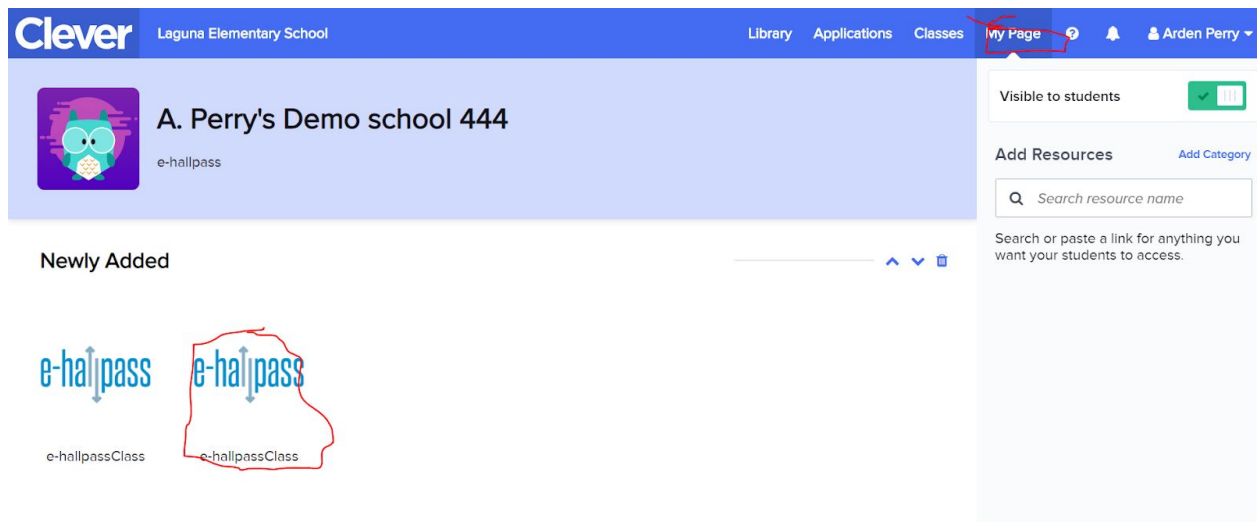 Clever Laguna Elementary School Library Applications Classes My Page ? Arden Perry
A. Perry's Demo school 444
e-hallpass
Visible to students
Add Resources Add Category
Search resource name
Search or paste a link for anything you
want your students to access.
Newly Added
e-hallpass e-hallpass
e-hallpassClass e-hallpassClass